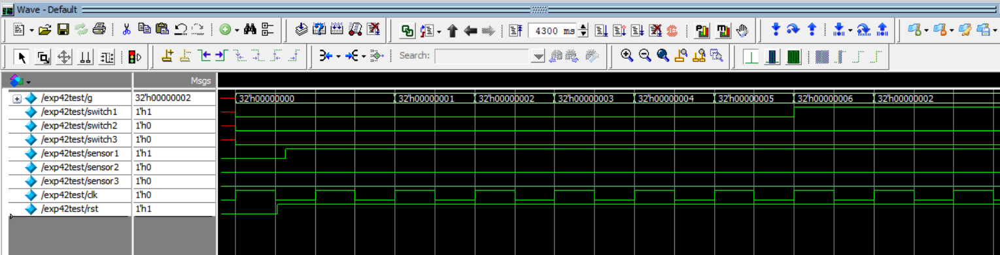 Wave - Default
4300 ms
Search:
Msgs
/exp42test/g 32'h00000002 32'h00000000 32'h00000001 32'h00000002 32'h00000003 32'h00000004 32'h00000005 32'h00000006 32'h00000002
/exp42test/switch1 1'h1
/exp42test/switch2 1'h0
/exp42test/switch3 1'h0
/exp42test/sensor1 1'h1
/exp42test/sensor2 1'h0
/exp42test/sensor3 1'h0
/exp42test/clk 1'h0
/exp42test/rst 1'h1